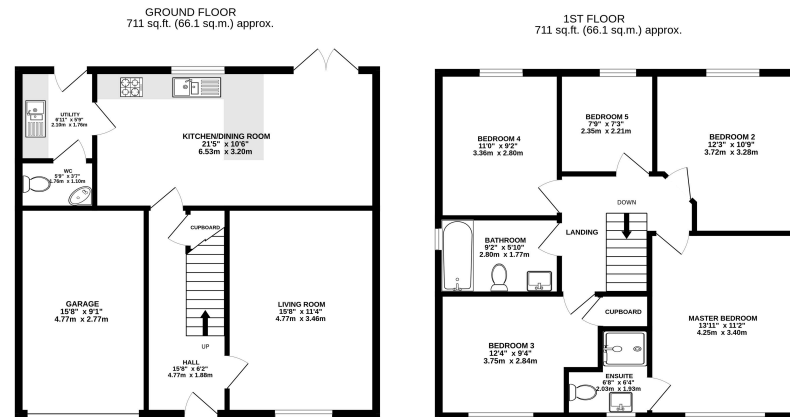 GROUND FLOOR
711 sq.ft. (66.1 sq.m.) approx.
UTILITY
6'11" x 5'9"
2.10m x 1.76m
KITCHEN/DINING ROOM
21'5" x 10'6"
6.53m x 3.20m
WC
5'9" x 3'7"
1.76m x 1.10m
CUPBOARD
GARAGE
15'8" x 9'1"
4.77m x 2.77m
LIVING ROOM
15'8" x 11'4"
4.77m x 3.46m
UP
HALL
15'8" x 6'2"
4.77m x 1.88m
1ST FLOOR
711 sq.ft. (66.1 sq.m.) approx.
BEDROOM 4
11'0" x 9'2"
3.36m x 2.80m
BEDROOM 5
7'9" x 7'3"
2.35m x 2.21m
BEDROOM 2
12'3" x 10'9"
3.72m x 3.28m
DOWN
LANDING
BATHROOM
9'2" x 5'10"
2.80m x 1.77m
CUPBOARD
MASTER BEDROOM
13'11" x 11'2"
4.25m x 3.40m
BEDROOM 3
12'4" x 9'4"
3.75m x 2.84m
ENSUITE
6'8" x 6'4"
2.03m x 1.93m